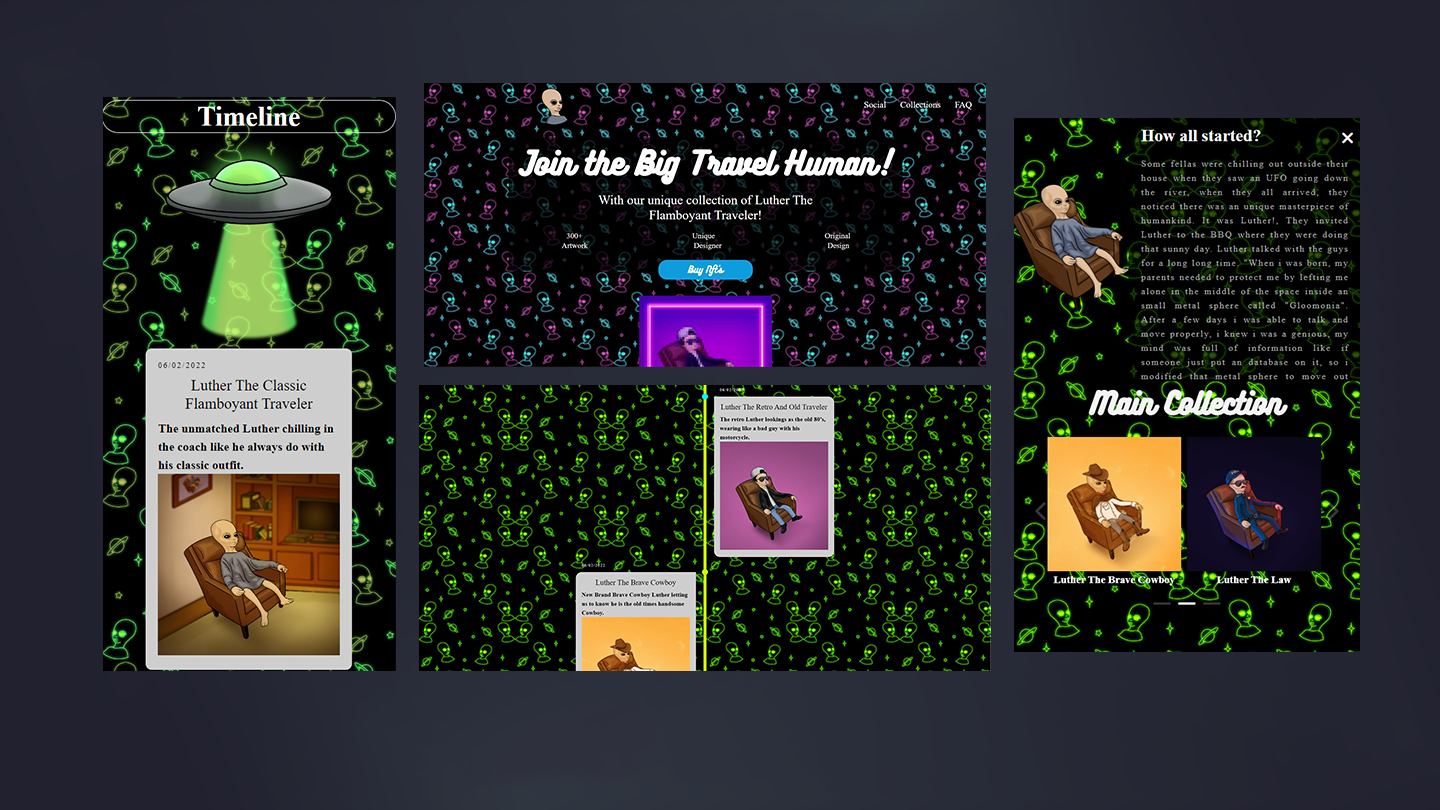 Timeline
06/02/2022
Luther The Classic
Flamboyant Traveler
The unmatched Luther chilling in
the coach like he always do with
his classic outfit.
Social Collections FAQ
Join the Big Travel Human!
With our unique collection of Luther The
Flamboyant Traveler!
300+
Artwork
Unique
Designer
Original
Design
Buy Nfts
Luther The Retro And Old Traveler
The retro Luther lookings as the old 80's,
wearing like a bad guy with his
motorcycle.
Luther The Brave Cowboy
New Brand Brave Cowboy Luther letting
us to know he is the old times handsome
Cowboy.
How all started?
Some fellas were chilling out outside their
house when they saw an UFO going down
the river, when they all arrived, they
noticed there was an unique masterpiece of
humankind. It was Luther!, They invited
Luther to the BBQ where they were doing
that sunny day. Luther talked with the guys
for a long long time. "When i was born, my
parents needed to protect me by lefting me
alone in the middle of the space inside an
small metal sphere called "Gloomonia".
After a few days i was able to talk and
move properly, i knew i was a genious, my
mind was full of information like if
someone just put an database on it, so i
modified that metal sphere to move out
Main Collection
Luther The Brave Cowboy
Luther The Law